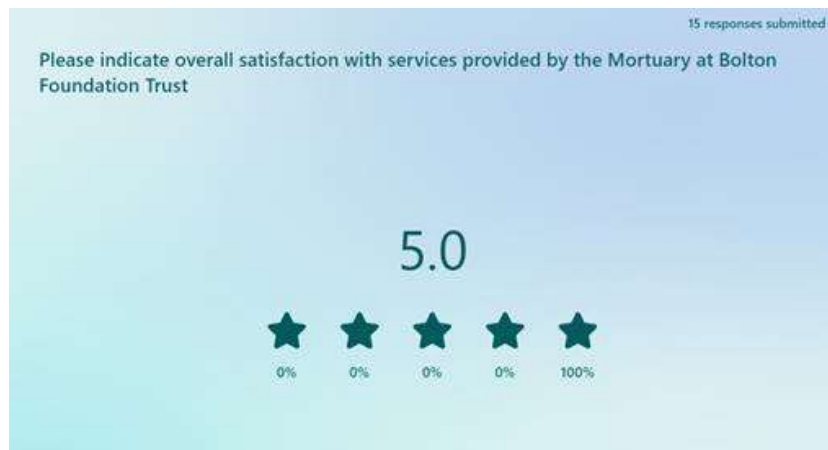 15 responses submitted
Please indicate overall satisfaction with services provided by the Mortuary at Bolton
Foundation Trust
5.0
0% 0% 0% 0% 100%